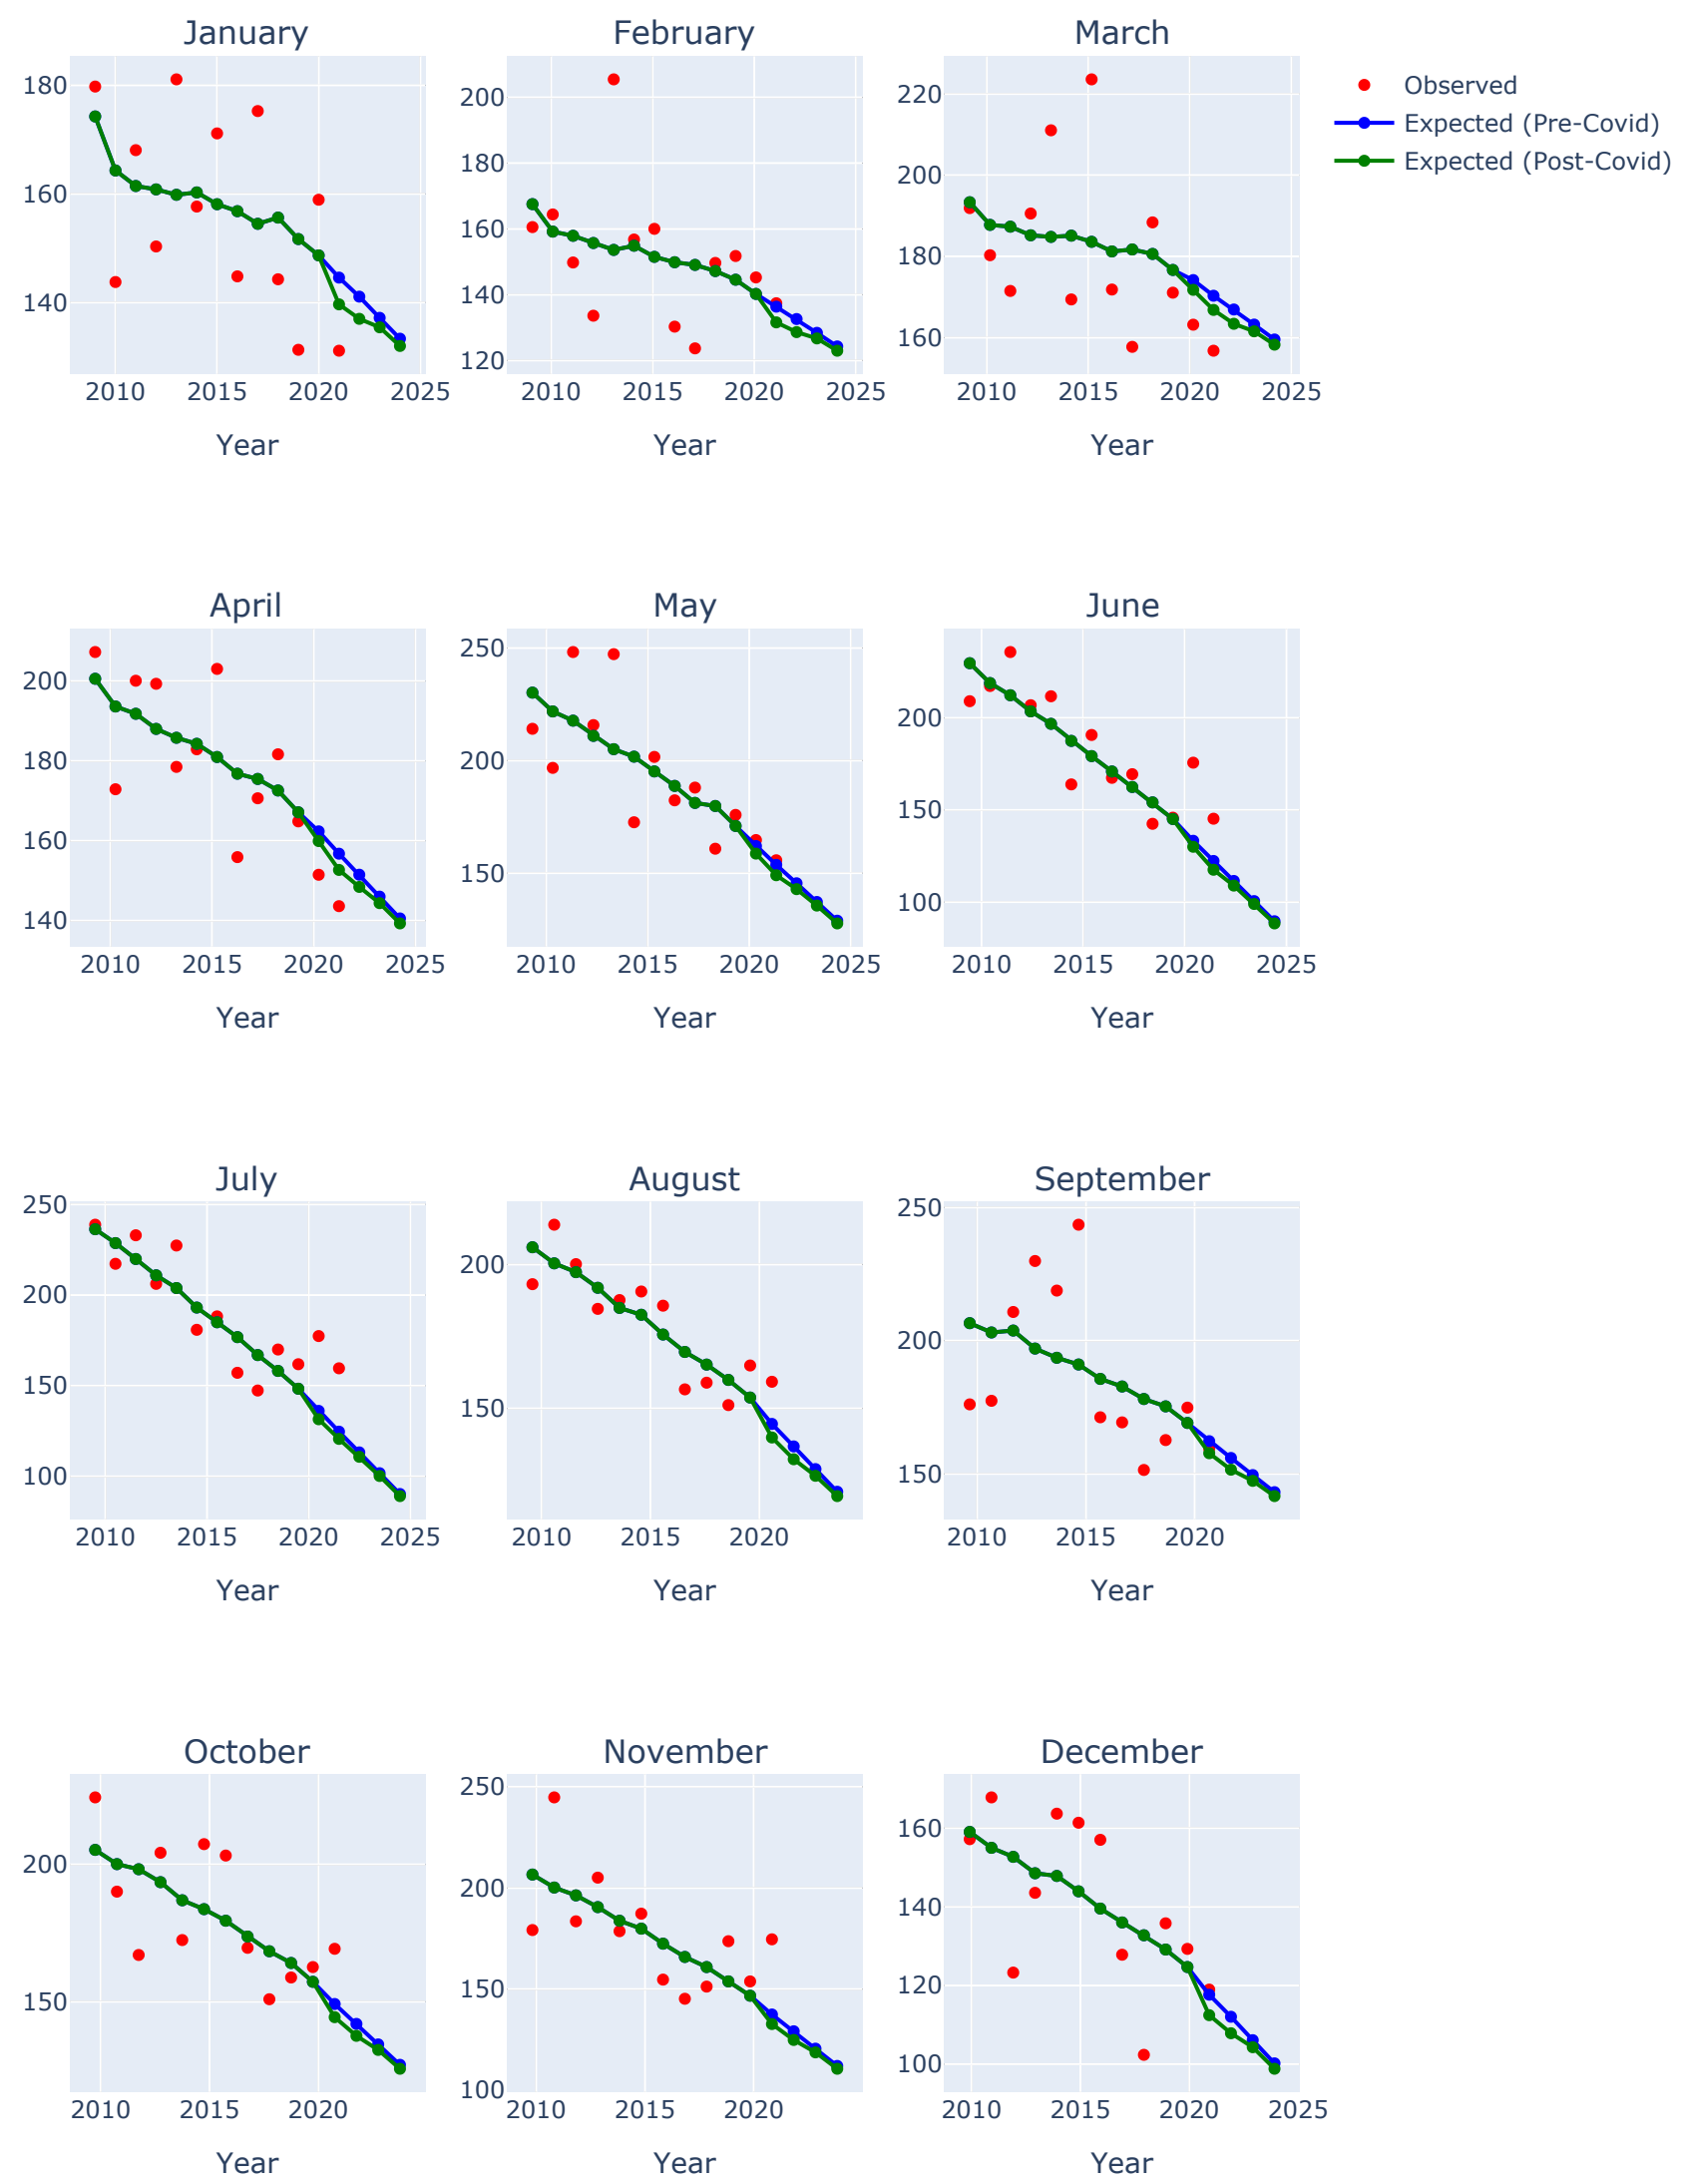 January February March
180
160
140
2010 2015 2020 2025
Year
200
180
160
140
120
2010 2015 2020 2025
Year
220
200
180
160
2010 2015 2020 2025
Year
Observed
Expected (Pre-Covid)
Expected (Post-Covid)
April May June
200
180
160
140
2010 2015 2020 2025
Year
250
200
150
2010 2015 2020 2025
Year
200
150
100
2010 2015 2020 2025
Year
July August September
250
200
150
100
2010 2015 2020 2025
Year
200
150
2010 2015 2020
Year
250
200
150
2010 2015 2020
Year
October November December
200
150
2010 2015 2020
Year
250
200
150
100
2010 2015 2020
Year
160
140
120
100
2010 2015 2020 2025
Year